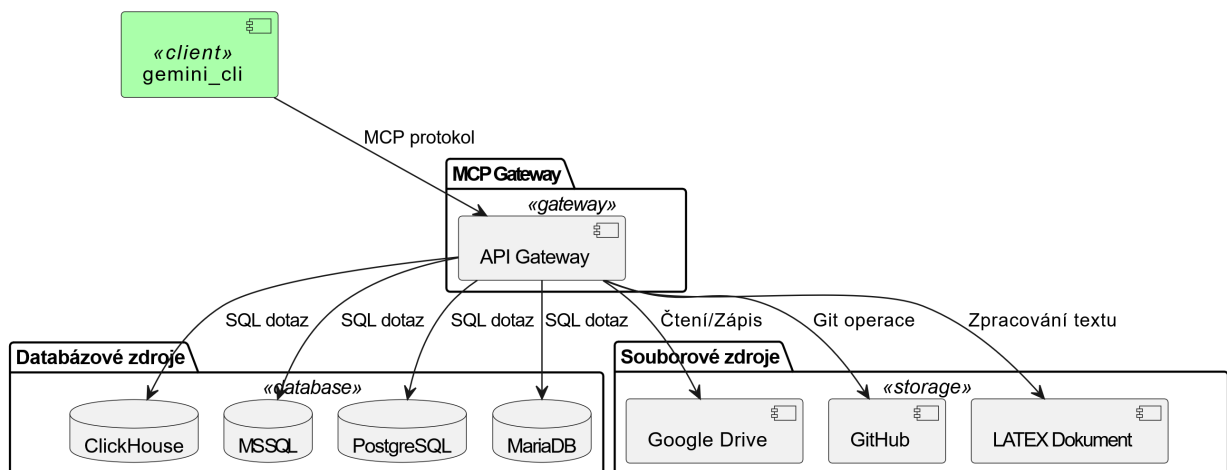 «client»
gemini_cli
MCP protokol
MCP Gateway
«gateway»
API Gateway
SQL dotaz
SQL dotaz
SQL dotaz
SQL dotaz
Čtení/Zápis
Git operace
Zpracování textu
Databázové zdroje
«database»
ClickHouse
MSSQL
PostgreSQL
MariaDB
Souborové zdroje
«storage»
Google Drive
GitHub
LATEX Dokument